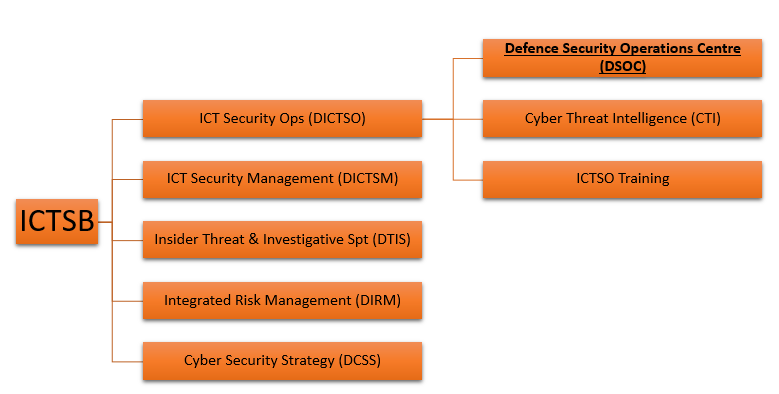 ICTSB
ICT Security Ops (DICTSO)
ICT Security Management (DICTSM)
Insider Threat & Investigative Spt (DTIS)
Integrated Risk Management (DIRM)
Cyber Security Strategy (DCSS)
Defence Security Operations Centre
(DSOC)
Cyber Threat Intelligence (CTI)
ICTSO Training